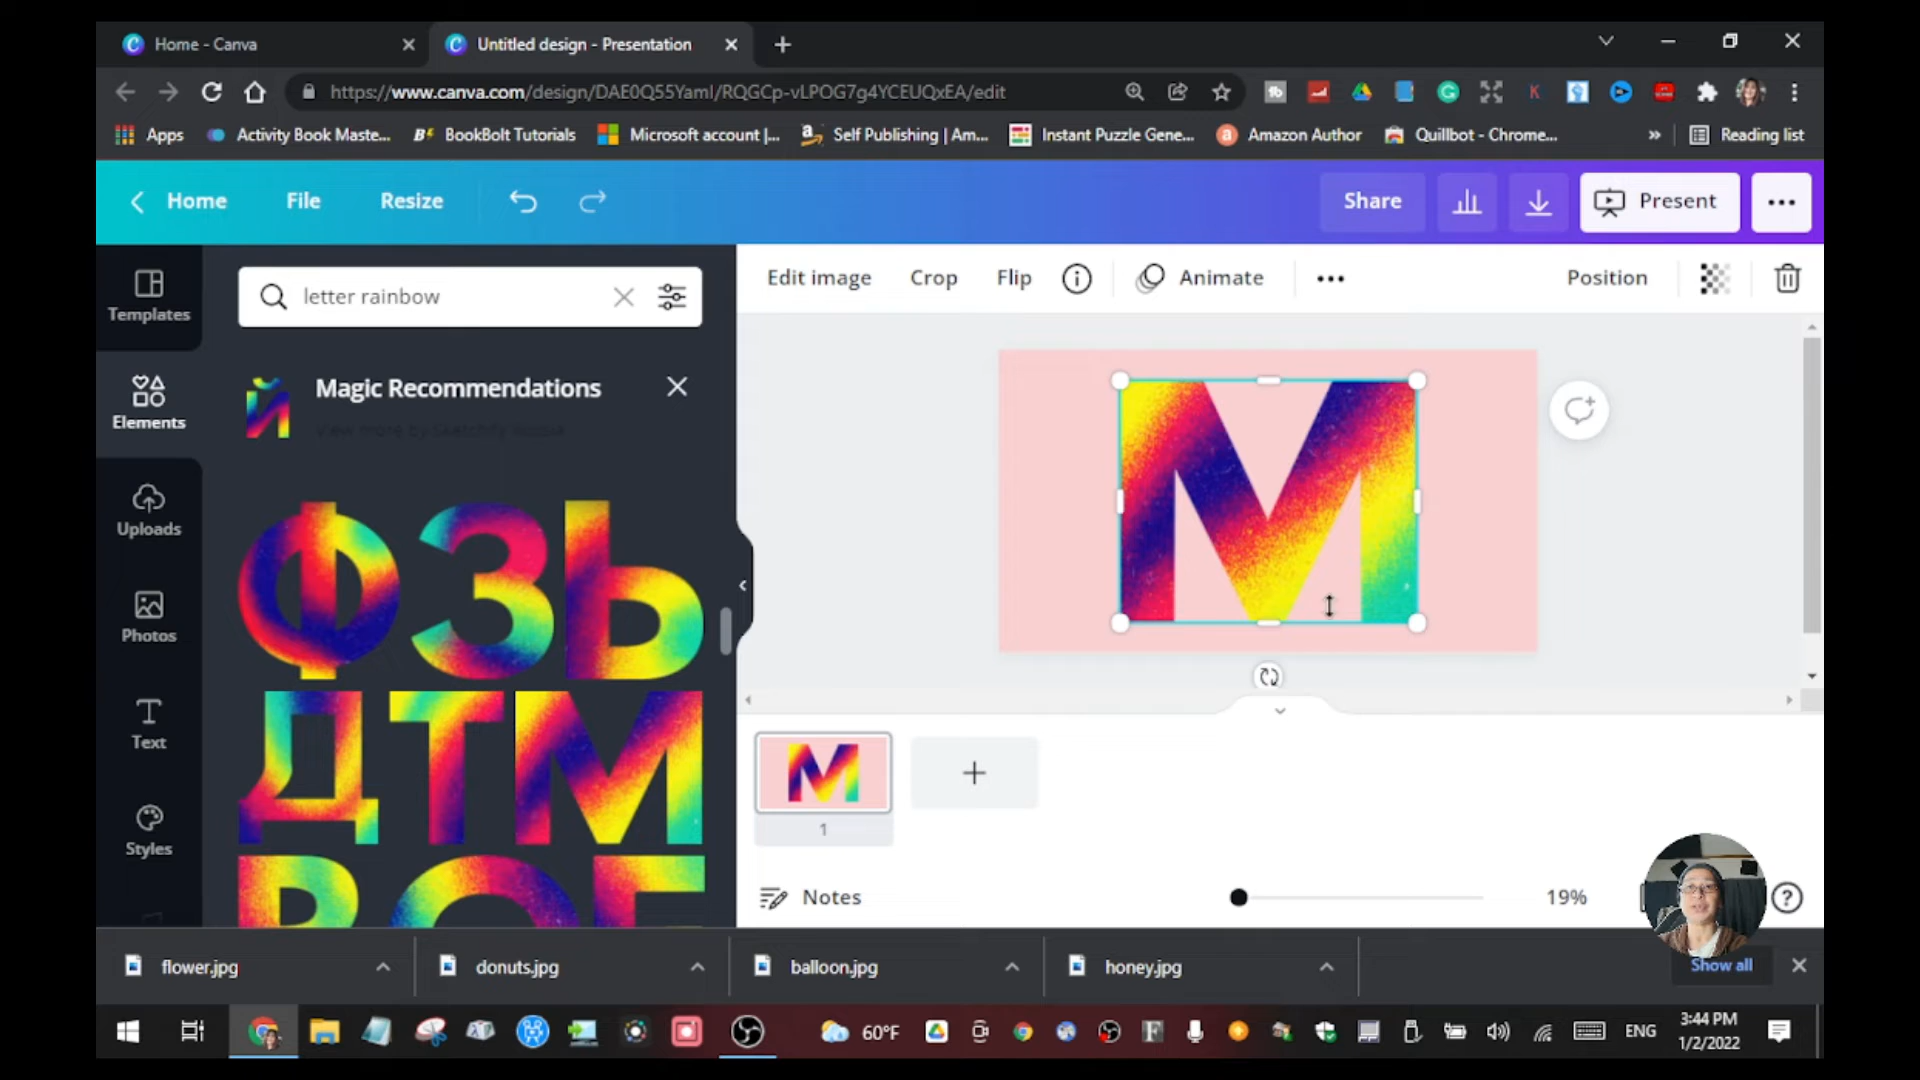 Home - Canva
Untitled design - Presentation
https://www.canva.com/design/DAE0Q55YamI/RQGCp-vLPOG7g4YCEUQxEA/edit
Apps
Activity Book Maste...
BookBolt Tutorials
Microsoft account |...
Self Publishing | Am...
Instant Puzzle Gene...
Amazon Author
Quillbot - Chrome...
»
Reading list
Home
File
Resize
Share
Present
Templates
Elements
Uploads
Photos
Text
Styles
letter rainbow
Й
Magic Recommendations
Ф З Ь
Д Т М
Edit image
Crop
Flip
Animate
Position
M
M
1
Notes
19%
flower.jpg
donuts.jpg
balloon.jpg
honey.jpg
Show all
60°F
ENG
3:44 PM
1/2/2022